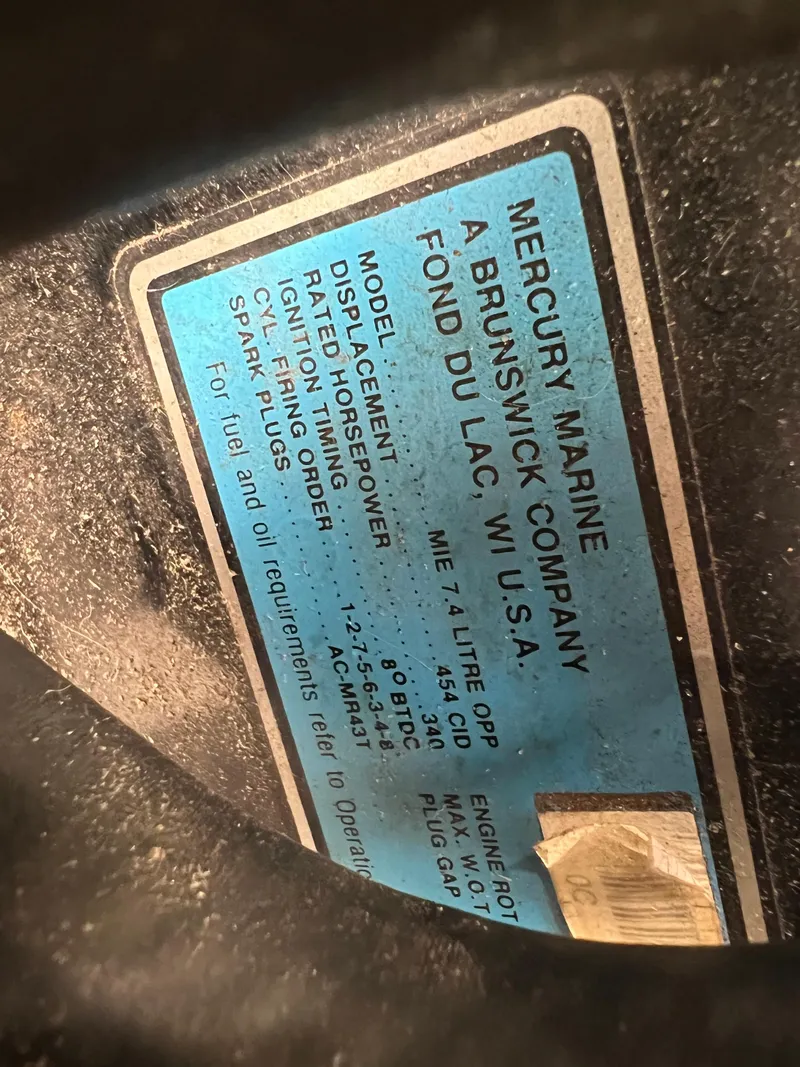 MERCURY MARINE
A BRUNSWICK COMPANY
FOND DU LAC, WI U.S.A.
MODEL . . . . . . . . . . MIE 7.4 LITRE OPP
DISPLACEMENT . . . . . . . . . . 454 CID
RATED HORSEPOWER . . . . . . . . . . 340
IGNITION TIMING . . . . . . . . . . 8° BTDC
CYL. FIRING ORDER . . . . 1-2-7-5-6-3-4-8
SPARK PLUGS . . . . . . . . . . AC-MR43T
ENGINE ROT
MAX. W.O.T
PLUG GAP
For fuel and oil requirements refer to Operatio
0C